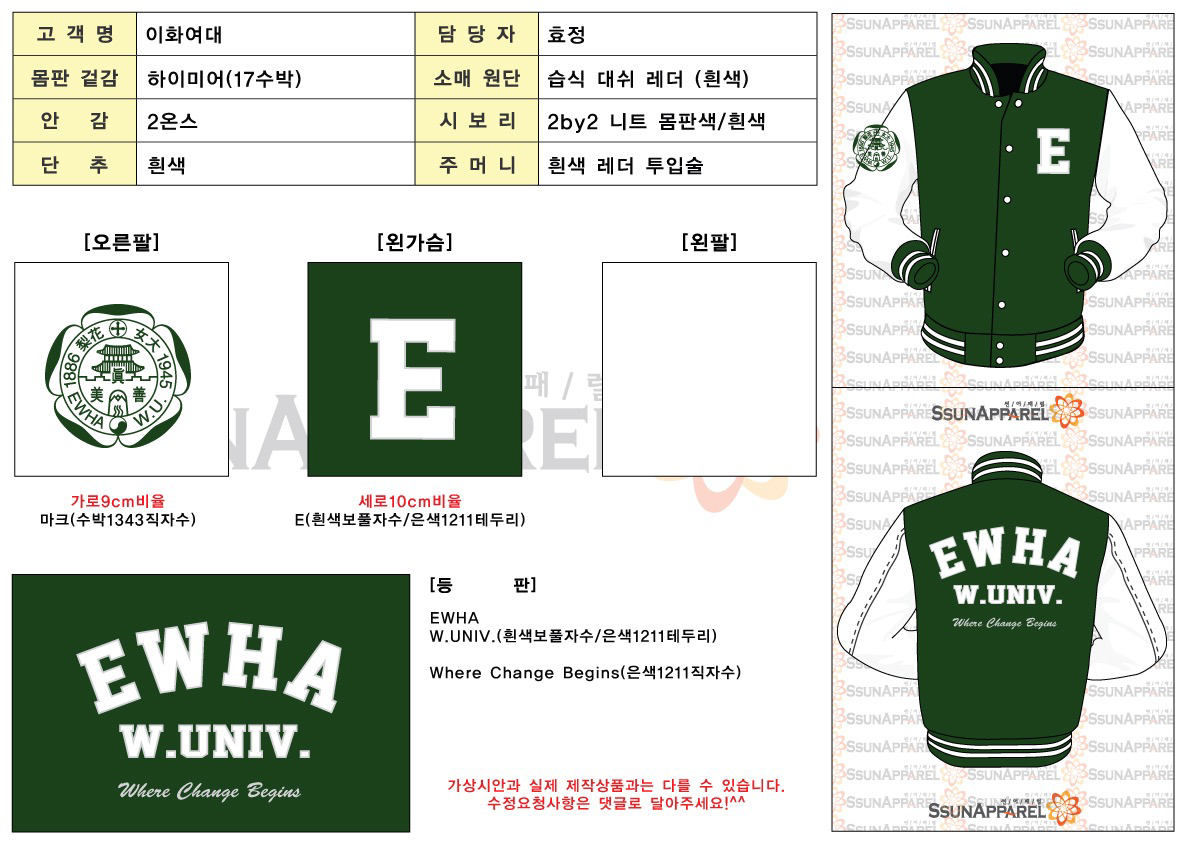 고 객 명 이화여대 담 당 자 효정
몸판 겉감 하이미어(17수박) 소매 원단 습식 대쉬 레더 (흰색)
안 감 2온스 시 보 리 2by2 니트 몸판색/흰색
단 추 흰색 주 머 니 흰색 레더 투입술
[오른팔] [왼가슴] [왼팔]
梨花 女大
1886 1945
眞
美 善
EWHA W.U.
E
가로9cm비율
마크(수박1343직자수)
세로10cm비율
E(흰색보풀자수/은색1211테두리)
EWHA
W.UNIV.
Where Change Begins
[등 판]
EWHA
W.UNIV.(흰색보풀자수/은색1211테두리)
Where Change Begins(은색1211직자수)
가상시안과 실제 제작상품과는 다를 수 있습니다.
수정요청사항은 댓글로 달아주세요!^^
E
썬/어/패/럴
SSUNAPPAREL
EWHA
W.UNIV.
Where Change Begins
썬/어/패/럴
SSUNAPPAREL